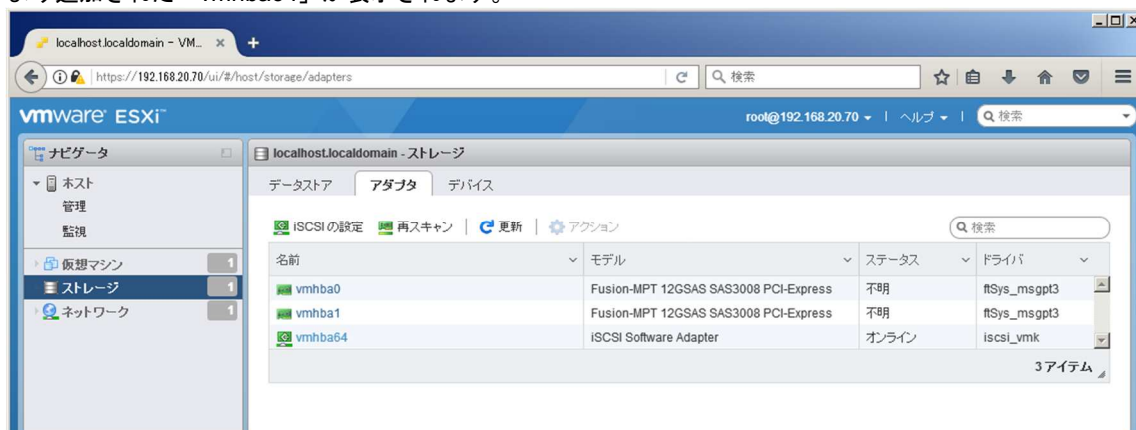 vmhba64」が表示されます。
localhost.localdomain - VM...
https://192.168.20.70/ui/#/host/storage/adapters
検索
vmware ESXi™
root@192.168.20.70
ヘルプ
検索
ナビゲータ
localhost.localdomain - ストレージ
ホスト
管理
監視
仮想マシン 1
ストレージ 1
ネットワーク 1
データストア アダプタ デバイス
iSCSI の設定 再スキャン 更新 アクション
検索
名前 モデル ステータス ドライバ
vmhba0 Fusion-MPT 12GSAS SAS3008 PCI-Express 不明 ftSys_msgpt3
vmhba1 Fusion-MPT 12GSAS SAS3008 PCI-Express 不明 ftSys_msgpt3
vmhba64 iSCSI Software Adapter オンライン iscsi_vmk
3 アイテム